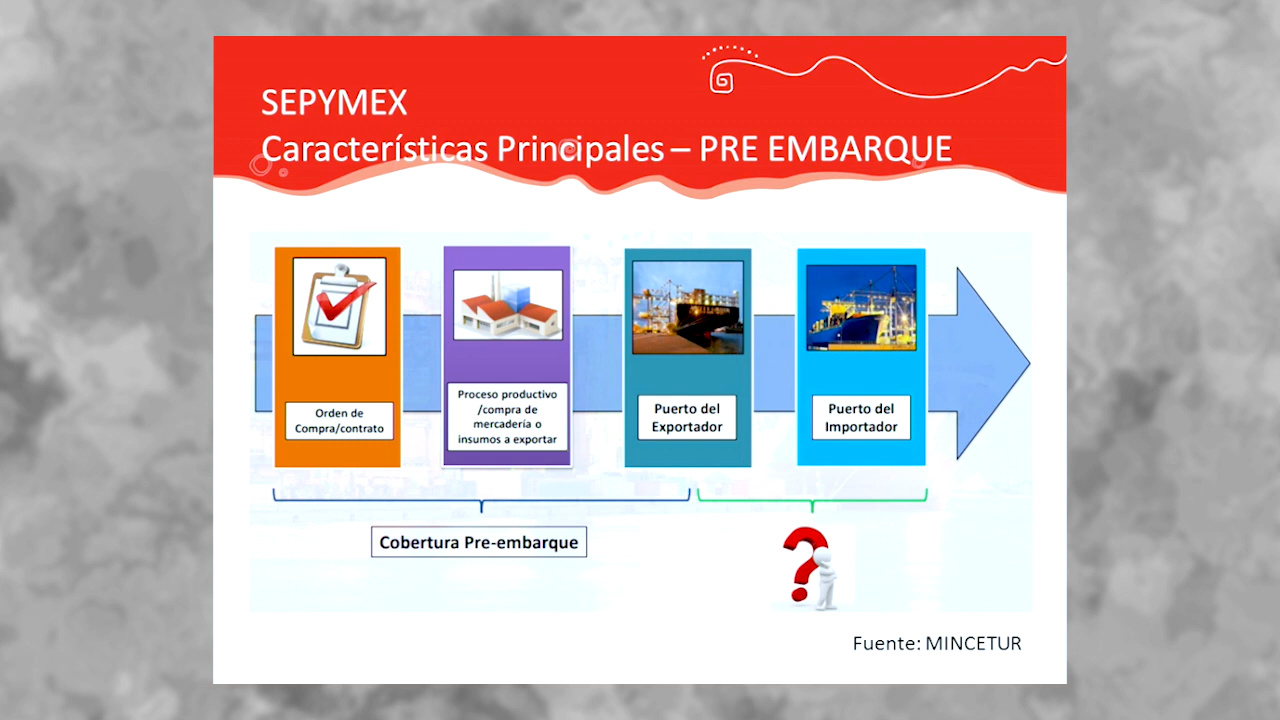 SEPYMEX
Características Principales – PRE EMBARQUE
Orden de
Compra/contrato
Proceso productivo
/compra de
mercadería o
insumos a exportar
Puerto del
Exportador
Puerto del
Importador
Cobertura Pre-embarque
?
Fuente: MINCETUR